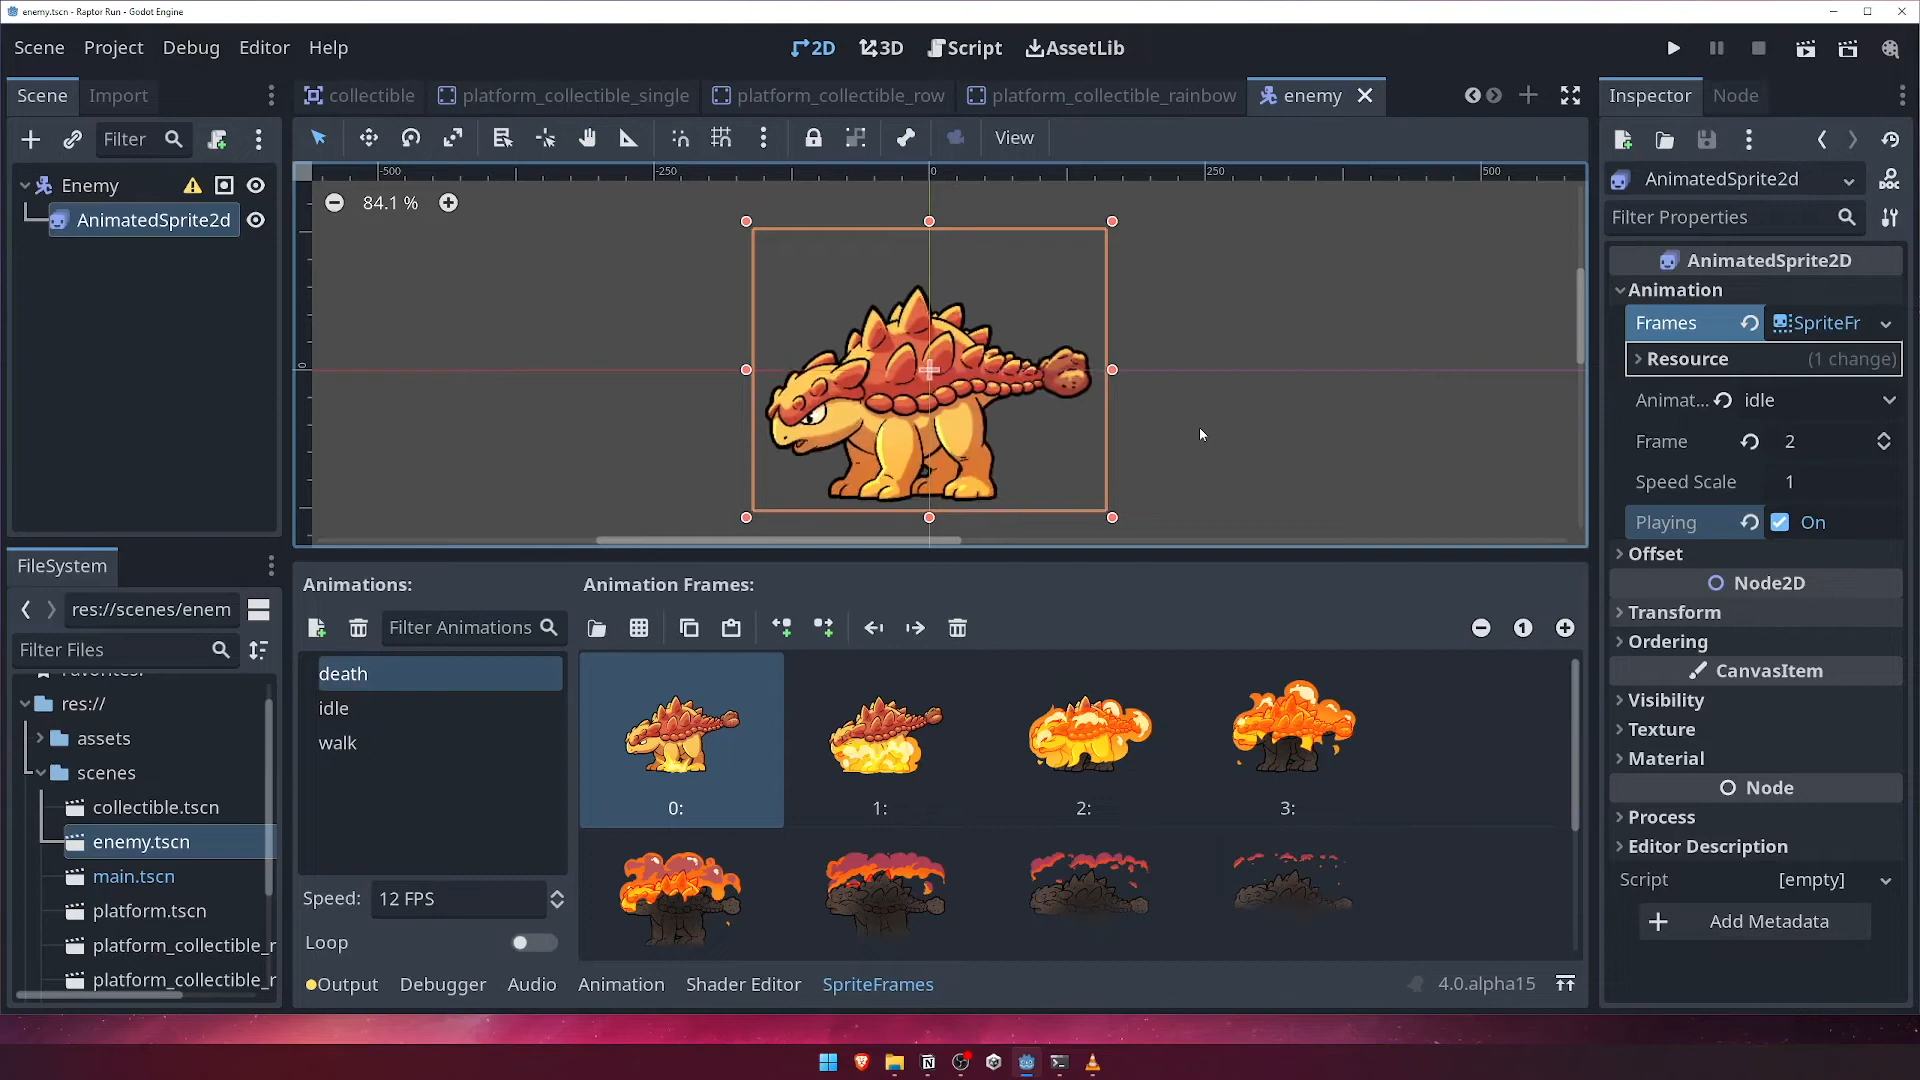 enemy.tscn - Raptor Run - Godot Engine
Scene Project Debug Editor Help
2D 3D Script AssetLib
Scene Import
collectible platform_collectible_single platform_collectible_row platform_collectible_rainbow enemy
Inspector Node
Filter
View
Enemy
AnimatedSprite2d
-500 -250 0 250 500
84.1 %
0
AnimatedSprite2d
DOC
Filter Properties
AnimatedSprite2D
Animation
Frames SpriteFr
Resource (1 change)
Animat... idle
Frame 2
Speed Scale 1
Playing On
Offset
Node2D
Transform
Ordering
CanvasItem
Visibility
Texture
Material
Node
Process
Editor Description
Script [empty]
Add Metadata
FileSystem
res://scenes/enem
Filter Files
res://
assets
scenes
collectible.tscn
enemy.tscn
main.tscn
platform.tscn
platform_collectible_r
platform_collectible_r
Animations:
Filter Animations
death
idle
walk
Speed: 12 FPS
Loop
Animation Frames:
1
0: 1: 2: 3:
Output Debugger Audio Animation Shader Editor SpriteFrames
4.0.alpha15